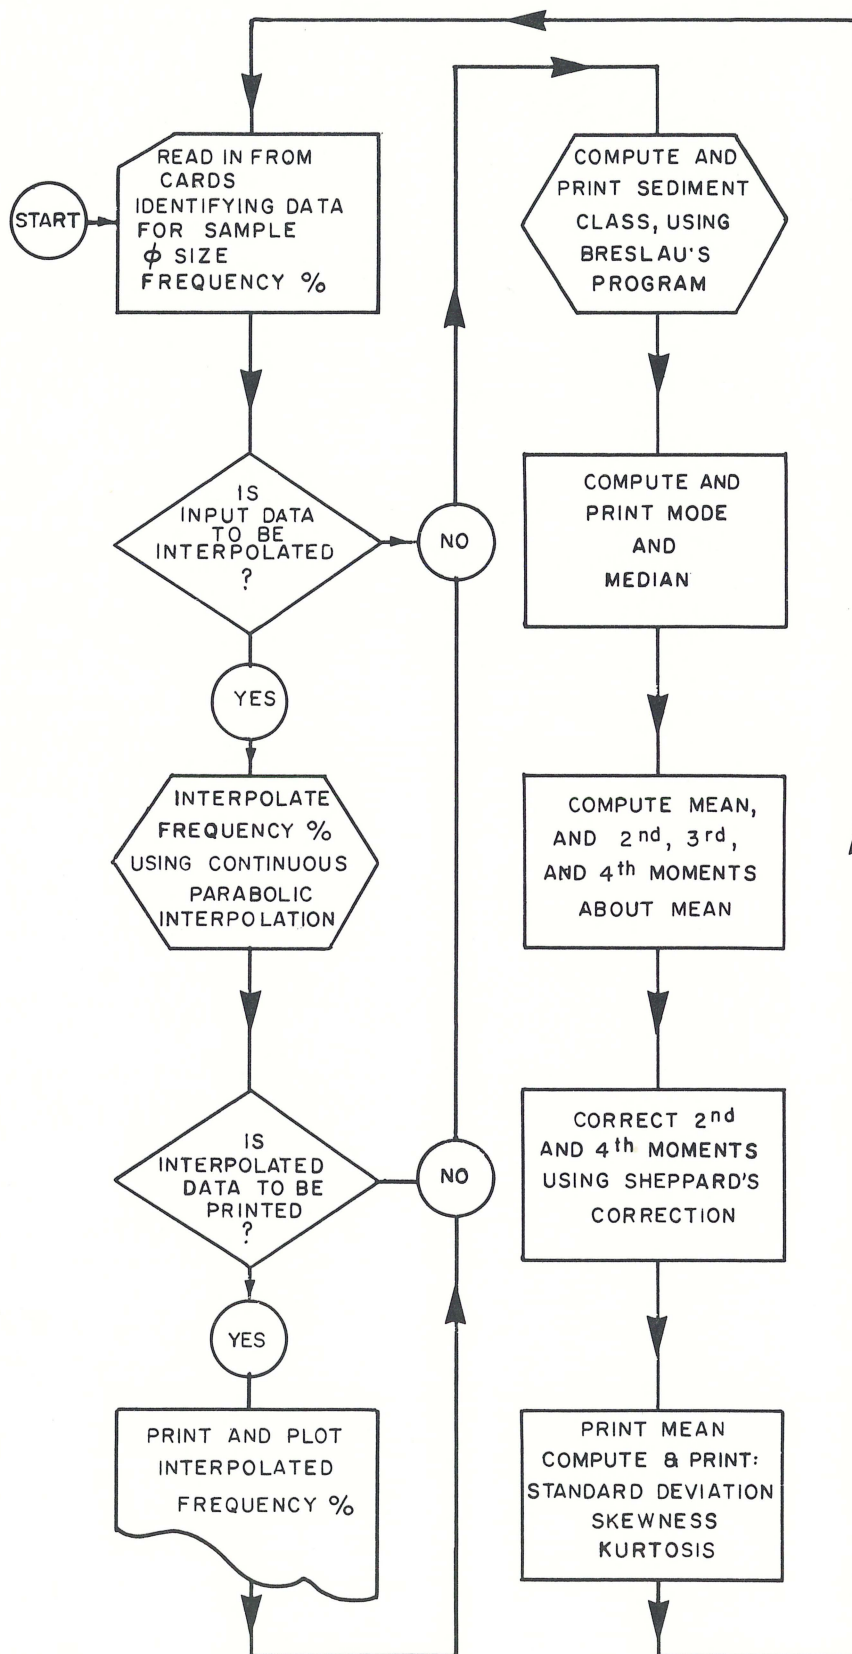 START
READ IN FROM
CARDS
IDENTIFYING DATA
FOR SAMPLE
ϕ SIZE
FREQUENCY %
IS
INPUT DATA
TO BE
INTERPOLATED
?
NO
YES
INTERPOLATE
FREQUENCY %
USING CONTINUOUS
PARABOLIC
INTERPOLATION
IS
INTERPOLATED
DATA TO BE
PRINTED
?
NO
YES
PRINT AND PLOT
INTERPOLATED
FREQUENCY %
COMPUTE AND
PRINT SEDIMENT
CLASS, USING
BRESLAU'S
PROGRAM
COMPUTE AND
PRINT MODE
AND
MEDIAN
COMPUTE MEAN,
AND 2nd, 3rd,
AND 4th MOMENTS
ABOUT MEAN
CORRECT 2nd
AND 4th MOMENTS
USING SHEPPARD'S
CORRECTION
PRINT MEAN
COMPUTE & PRINT:
STANDARD DEVIATION
SKEWNESS
KURTOSIS